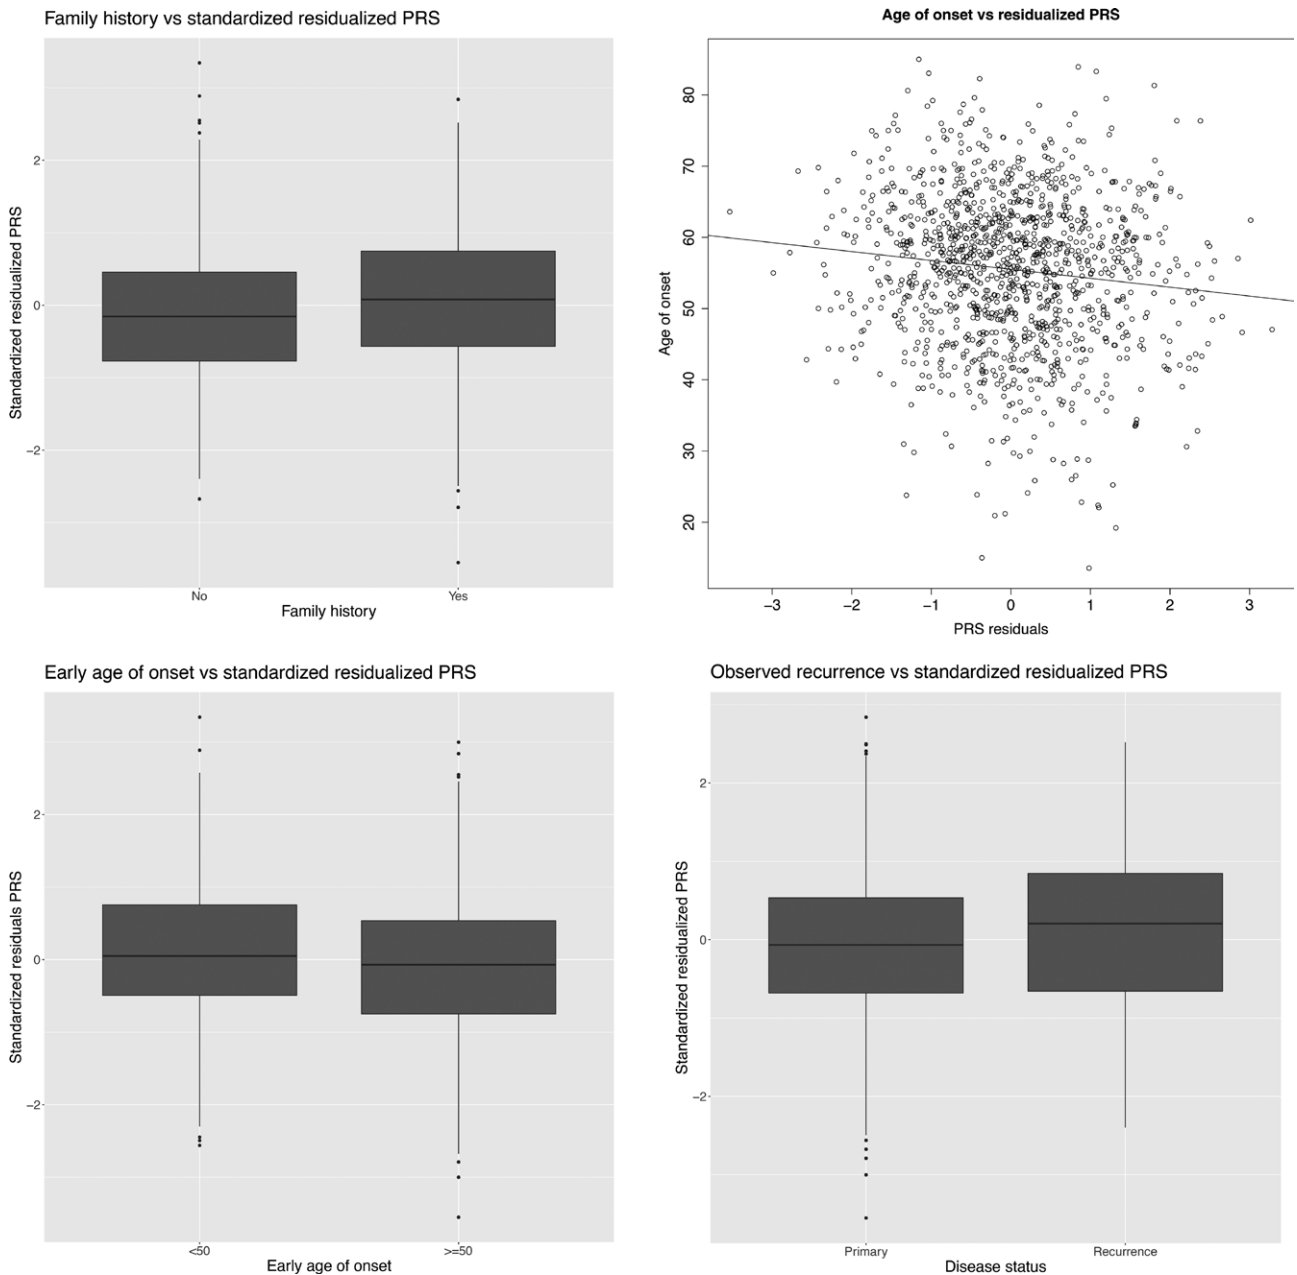 Family history vs standardized residualized PRS
Standardized residualized PRS
2
0
−2
No
Yes
Family history
Age of onset vs residualized PRS
Age of onset
80
70
60
50
40
30
20
−3
−2
−1
0
1
2
3
PRS residuals
Early age of onset vs standardized residualized PRS
Standardized residuals PRS
2
0
−2
<50
>=50
Early age of onset
Observed recurrence vs standardized residualized PRS
Standardized residualized PRS
2
0
−2
Primary
Recurrence
Disease status